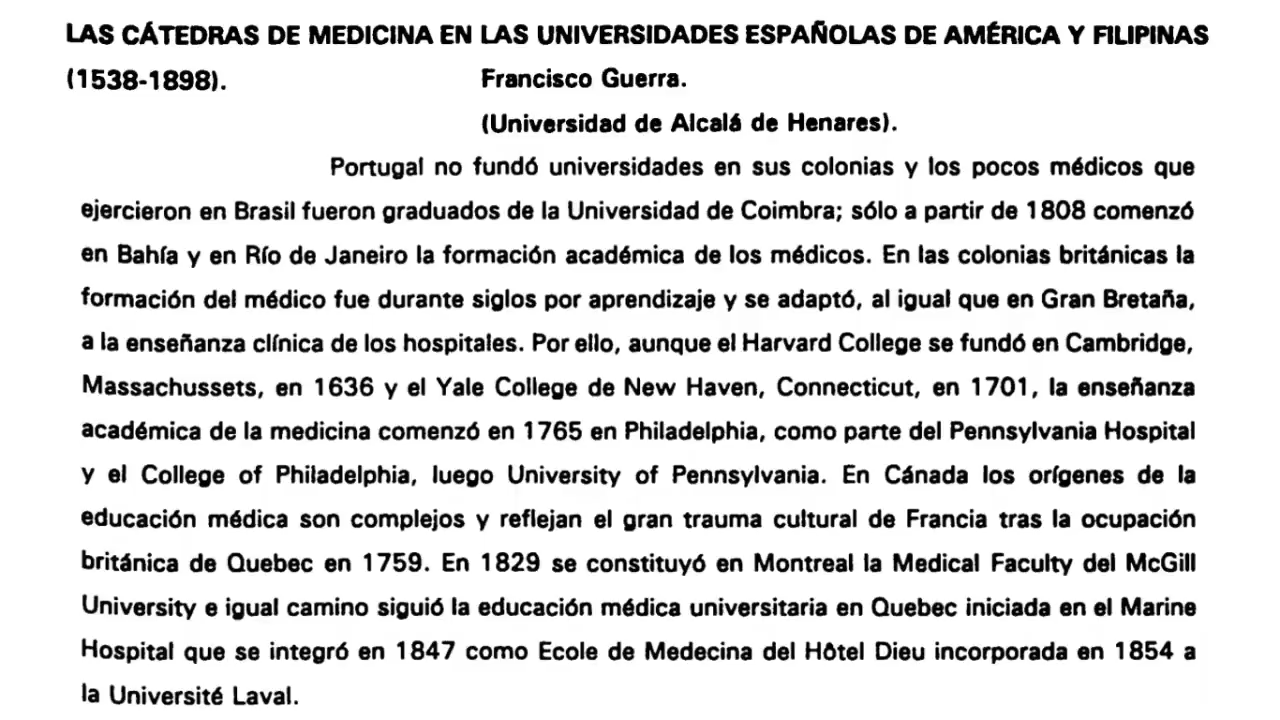 LAS CÁTEDRAS DE MEDICINA EN LAS UNIVERSIDADES ESPAÑOLAS DE AMÉRICA Y FILIPINAS
(1538-1898). Francisco Guerra.
(Universidad de Alcalá de Henares).
Portugal no fundó universidades en sus colonias y los pocos médicos que
ejercieron en Brasil fueron graduados de la Universidad de Coimbra; sólo a partir de 1808 comenzó
en Bahía y en Río de Janeiro la formación académica de los médicos. En las colonias británicas la
formación del médico fue durante siglos por aprendizaje y se adaptó, al igual que en Gran Bretaña,
a la enseñanza clínica de los hospitales. Por ello, aunque el Harvard College se fundó en Cambridge,
Massachussets, en 1636 y el Yale College de New Haven, Connecticut, en 1701, la enseñanza
académica de la medicina comenzó en 1765 en Philadelphia, como parte del Pennsylvania Hospital
y el College of Philadelphia, luego University of Pennsylvania. En Cánada los orígenes de la
educación médica son complejos y reflejan el gran trauma cultural de Francia tras la ocupación
británica de Quebec en 1759. En 1829 se constituyó en Montreal la Medical Faculty del McGill
University e igual camino siguió la educación médica universitaria en Quebec iniciada en el Marine
Hospital que se integró en 1847 como Ecole de Medecina del Hôtel Dieu incorporada en 1854 a
la Université Laval.